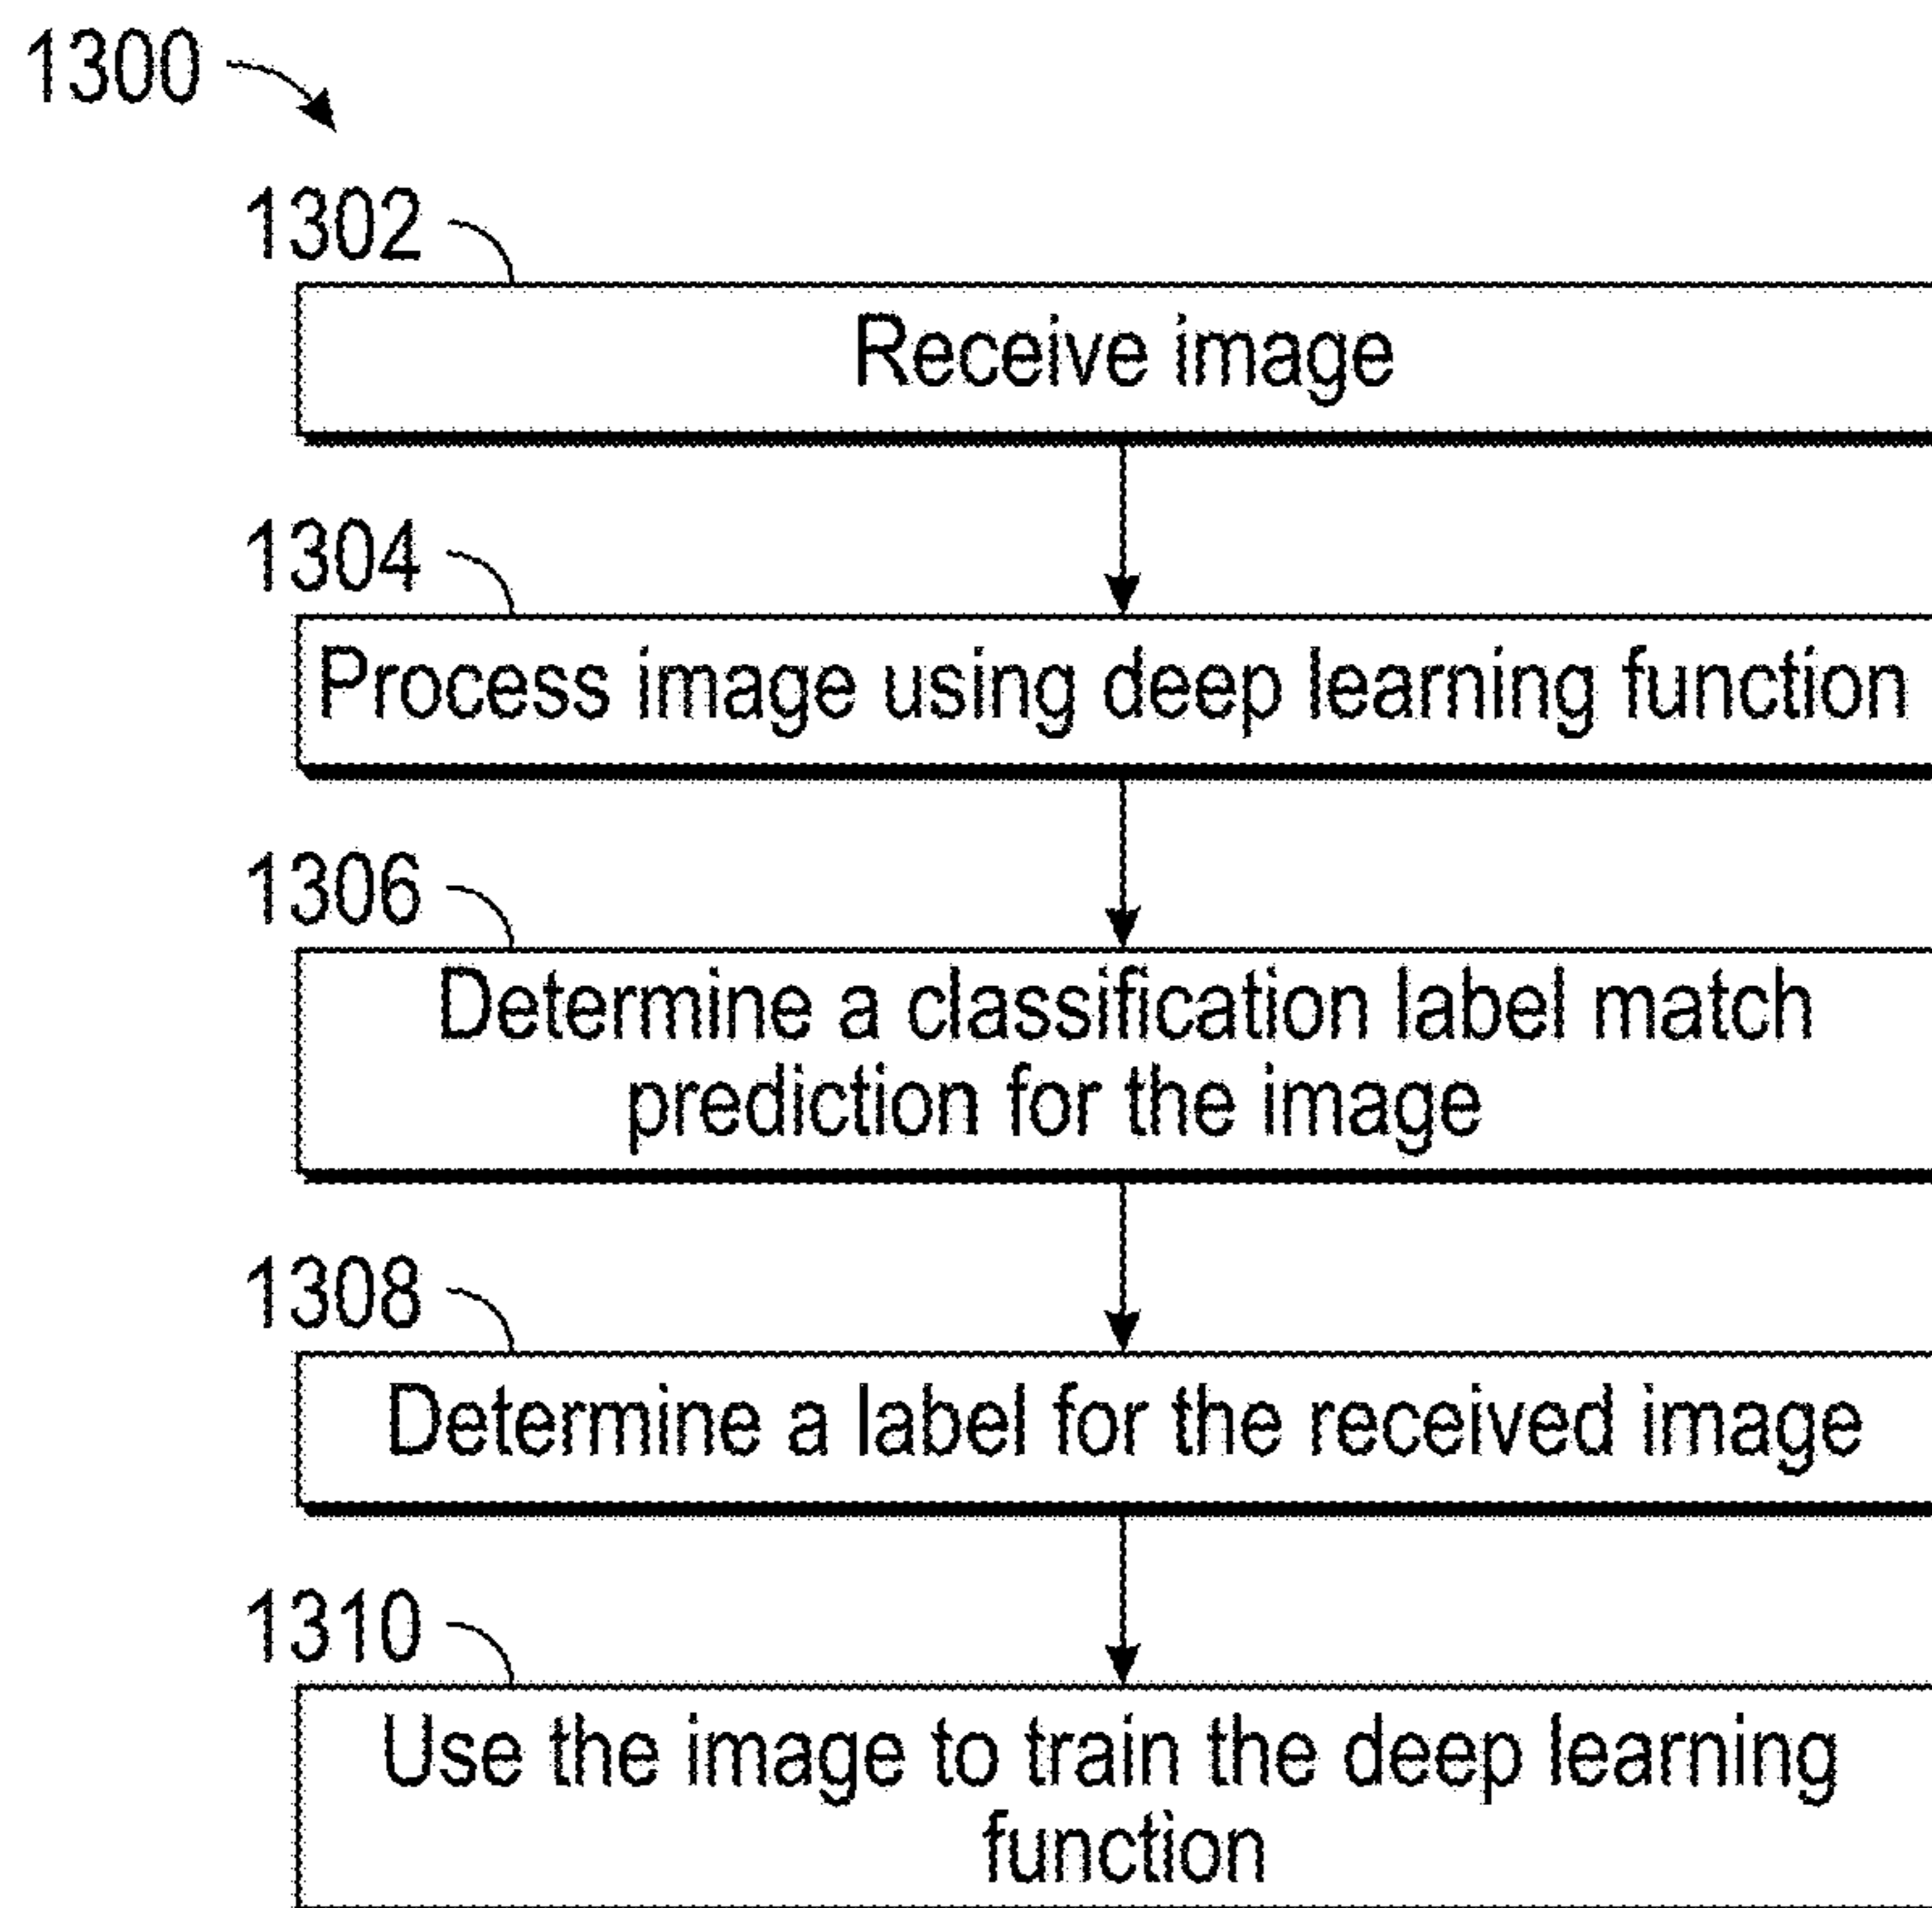 1300
1302
Receive image
1304
Process image using deep learning function
1306
Determine a classification label match
prediction for the image
1308
Determine a label for the received image
1310
Use the image to train the deep learning
function